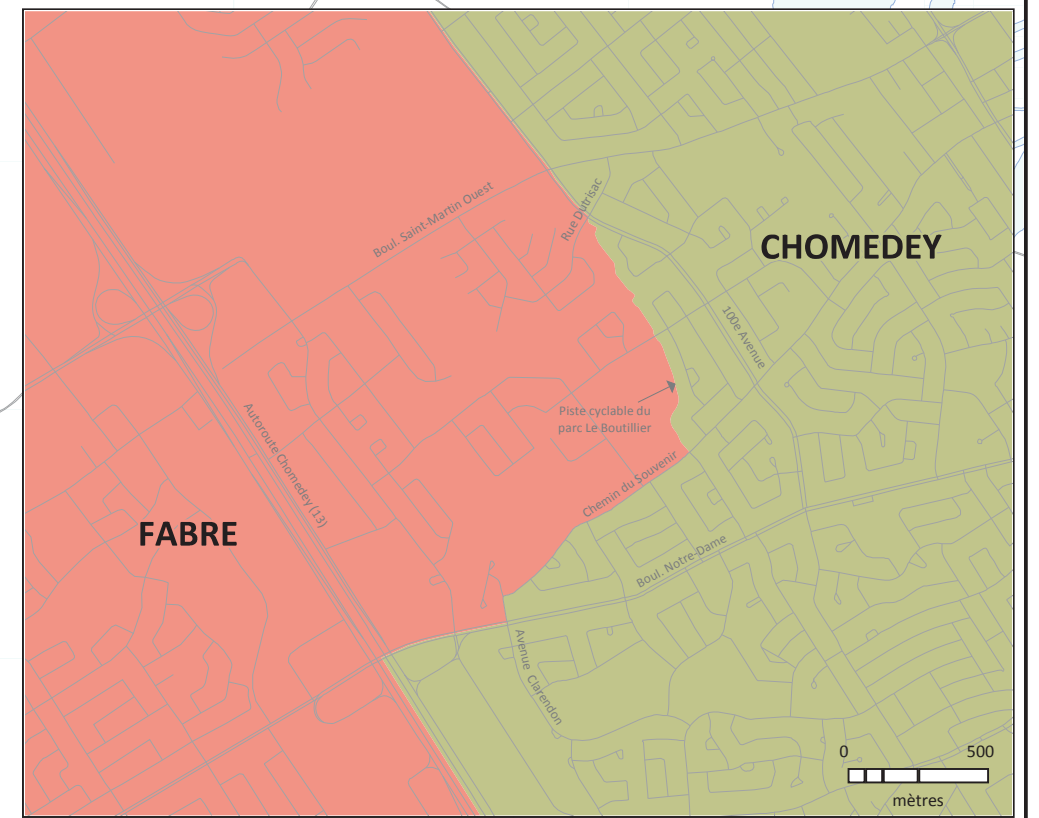 Boul. Saint-Martin Ouest
Rue Dutrisac
CHOMEDEY
100e Avenue
Piste cyclable du
parc Le Boutillier
Autoroute Chomedey (13)
Chemin du Souvenir
FABRE
Boul. Notre-Dame
Avenue Clarendon
0 500
mètres